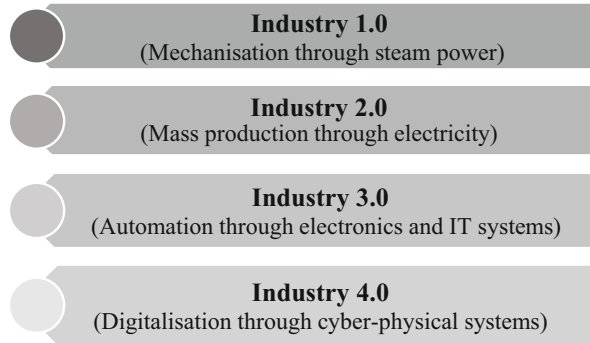 Industry 1.0
(Mechanisation through steam power)
Industry 2.0
(Mass production through electricity)
Industry 3.0
(Automation through electronics and IT systems)
Industry 4.0
(Digitalisation through cyber-physical systems)